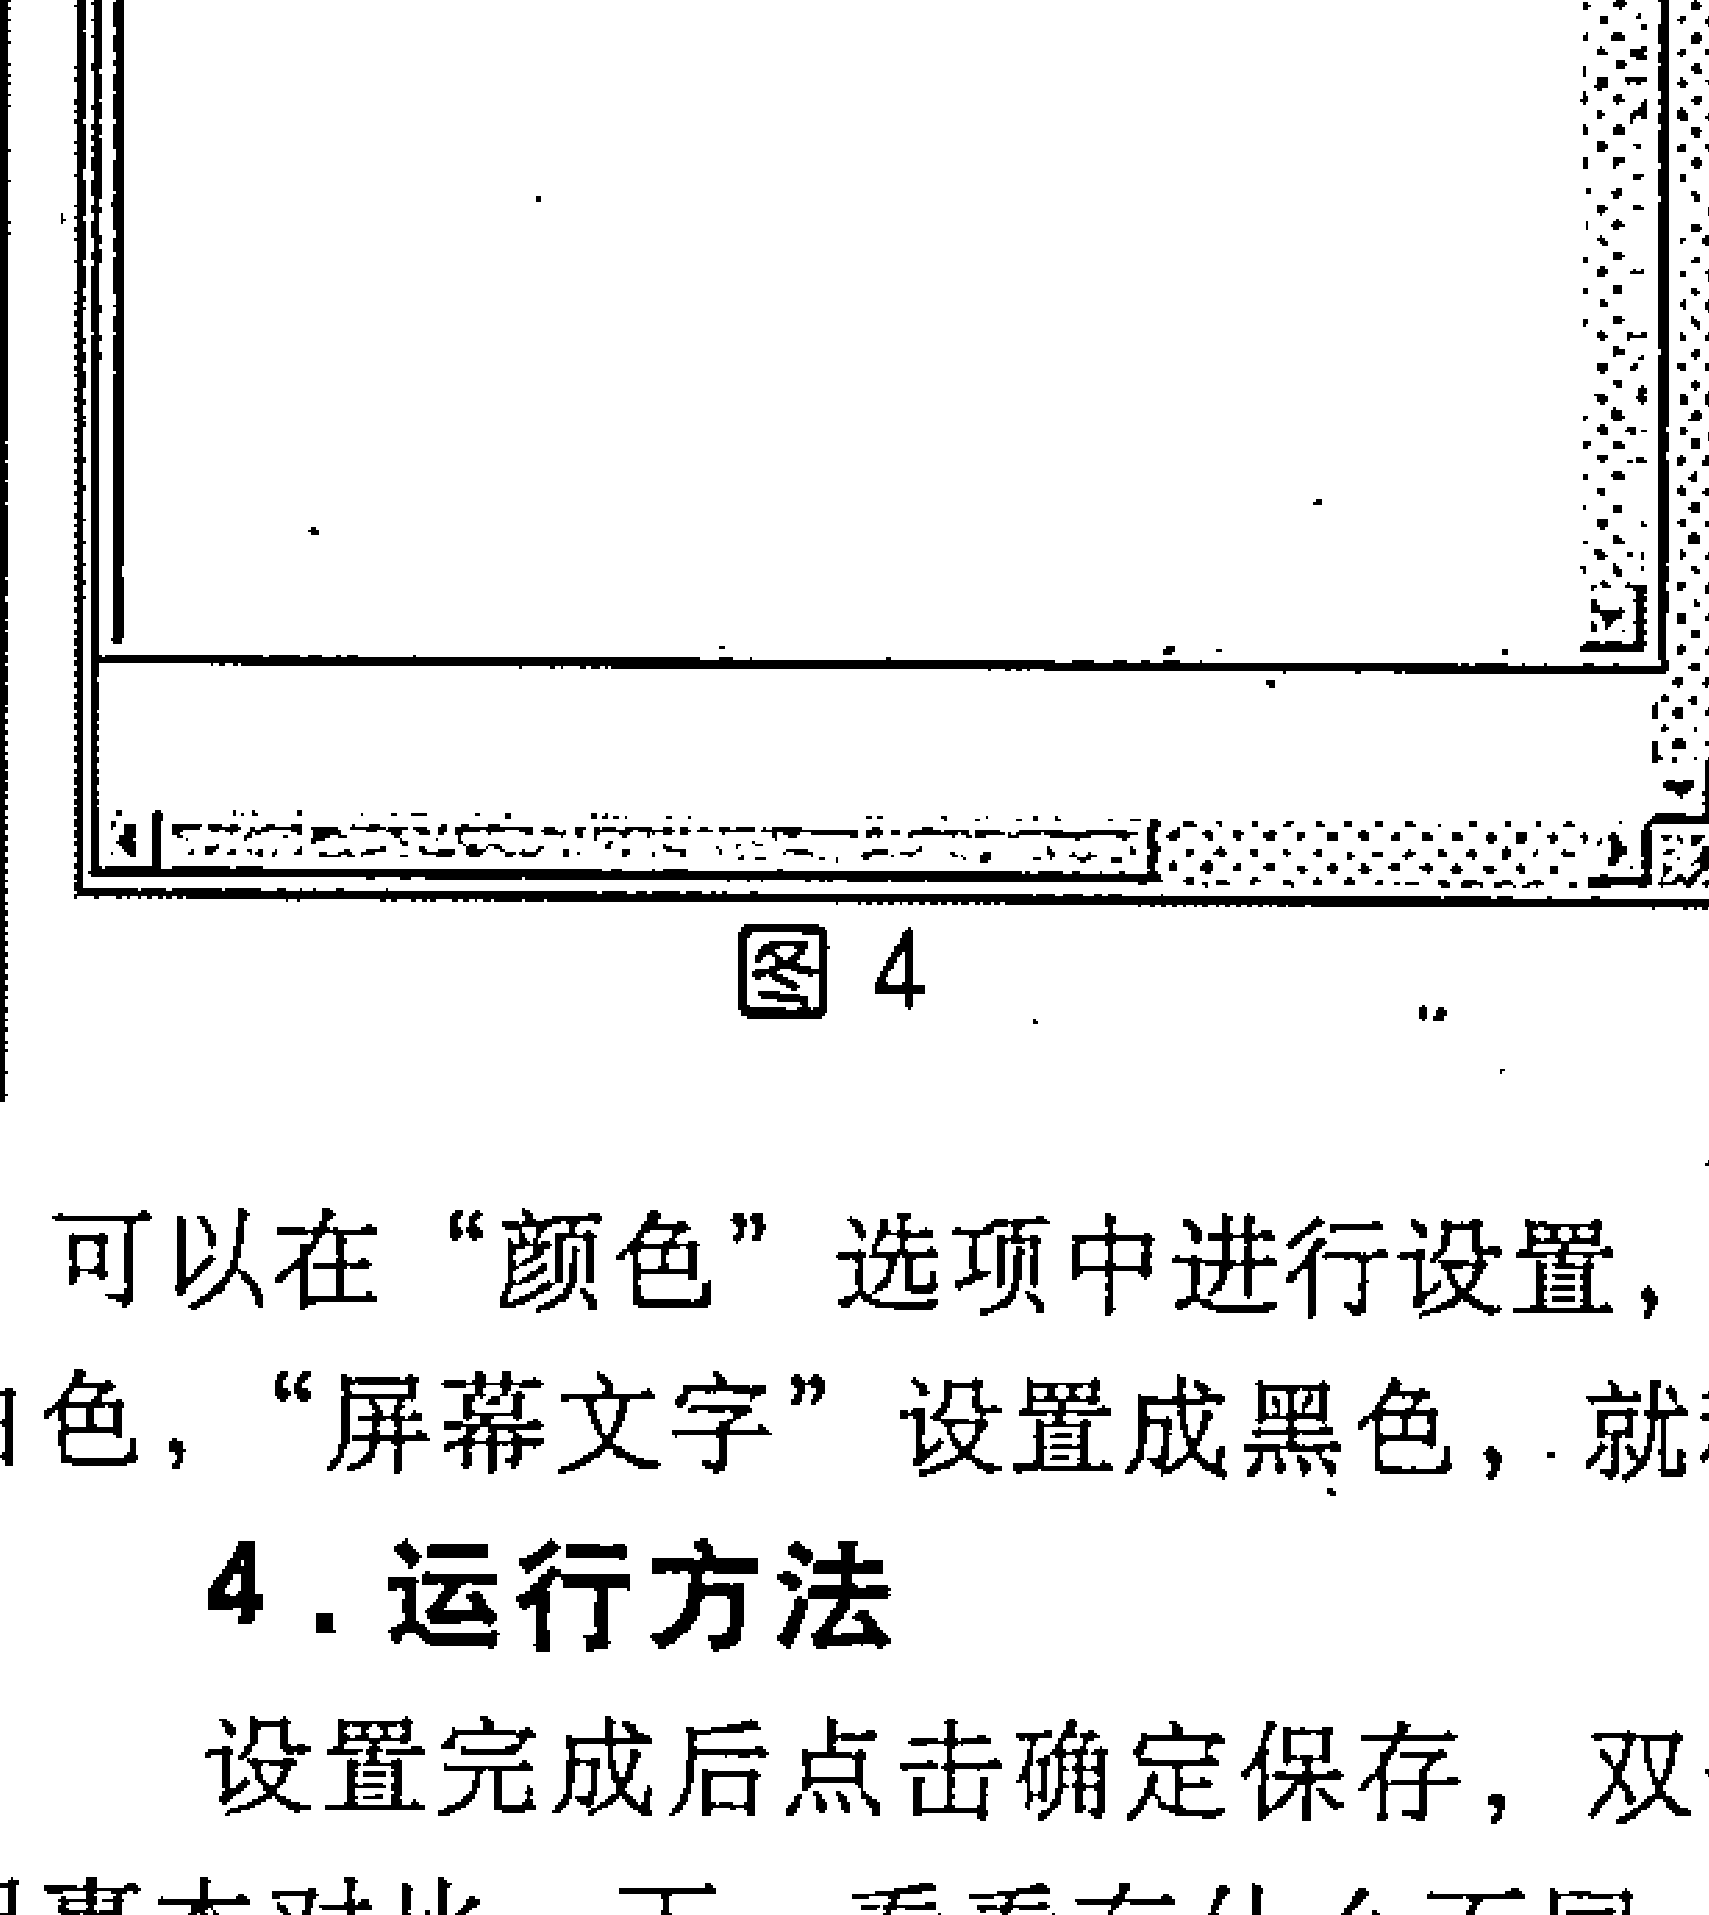 图 4
可以在“颜色”选项中进行设置，
色，“屏幕文字”设置成黑色，就
4．运行方法
设置完成后点击确定保存，双